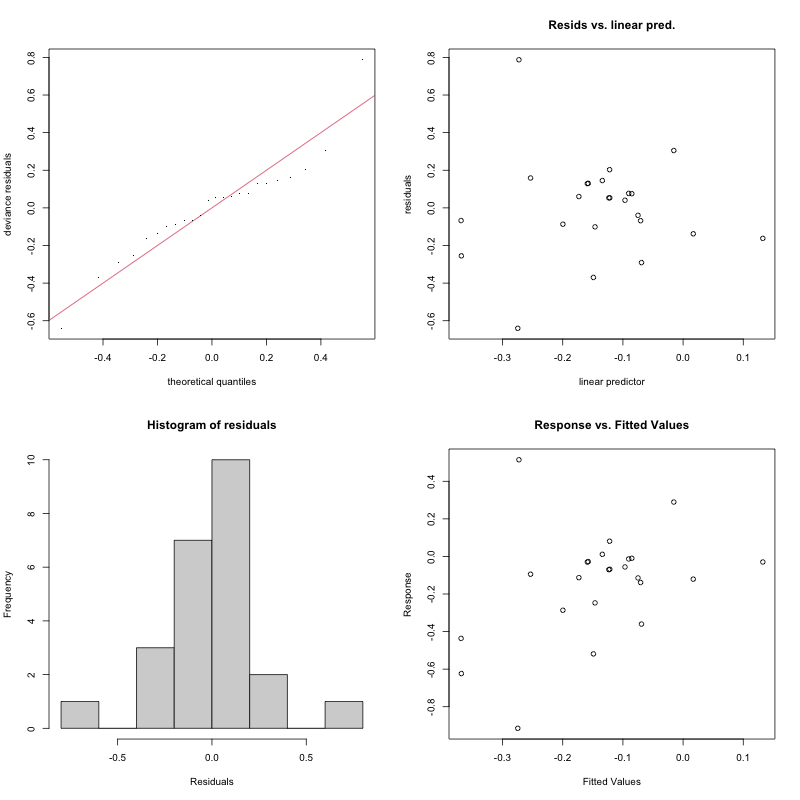 deviance residuals
-0.6 -0.4 -0.2 0.0 0.2 0.4 0.6 0.8
-0.4 -0.2 0.0 0.2 0.4
theoretical quantiles
Resids vs. linear pred.
residuals
-0.6 -0.4 -0.2 0.0 0.2 0.4 0.6 0.8
-0.3 -0.2 -0.1 0.0 0.1
linear predictor
Histogram of residuals
Frequency
0 2 4 6 8 10
-0.5 0.0 0.5
Residuals
Response vs. Fitted Values
Response
-0.8 -0.6 -0.4 -0.2 0.0 0.2 0.4
-0.3 -0.2 -0.1 0.0 0.1
Fitted Values